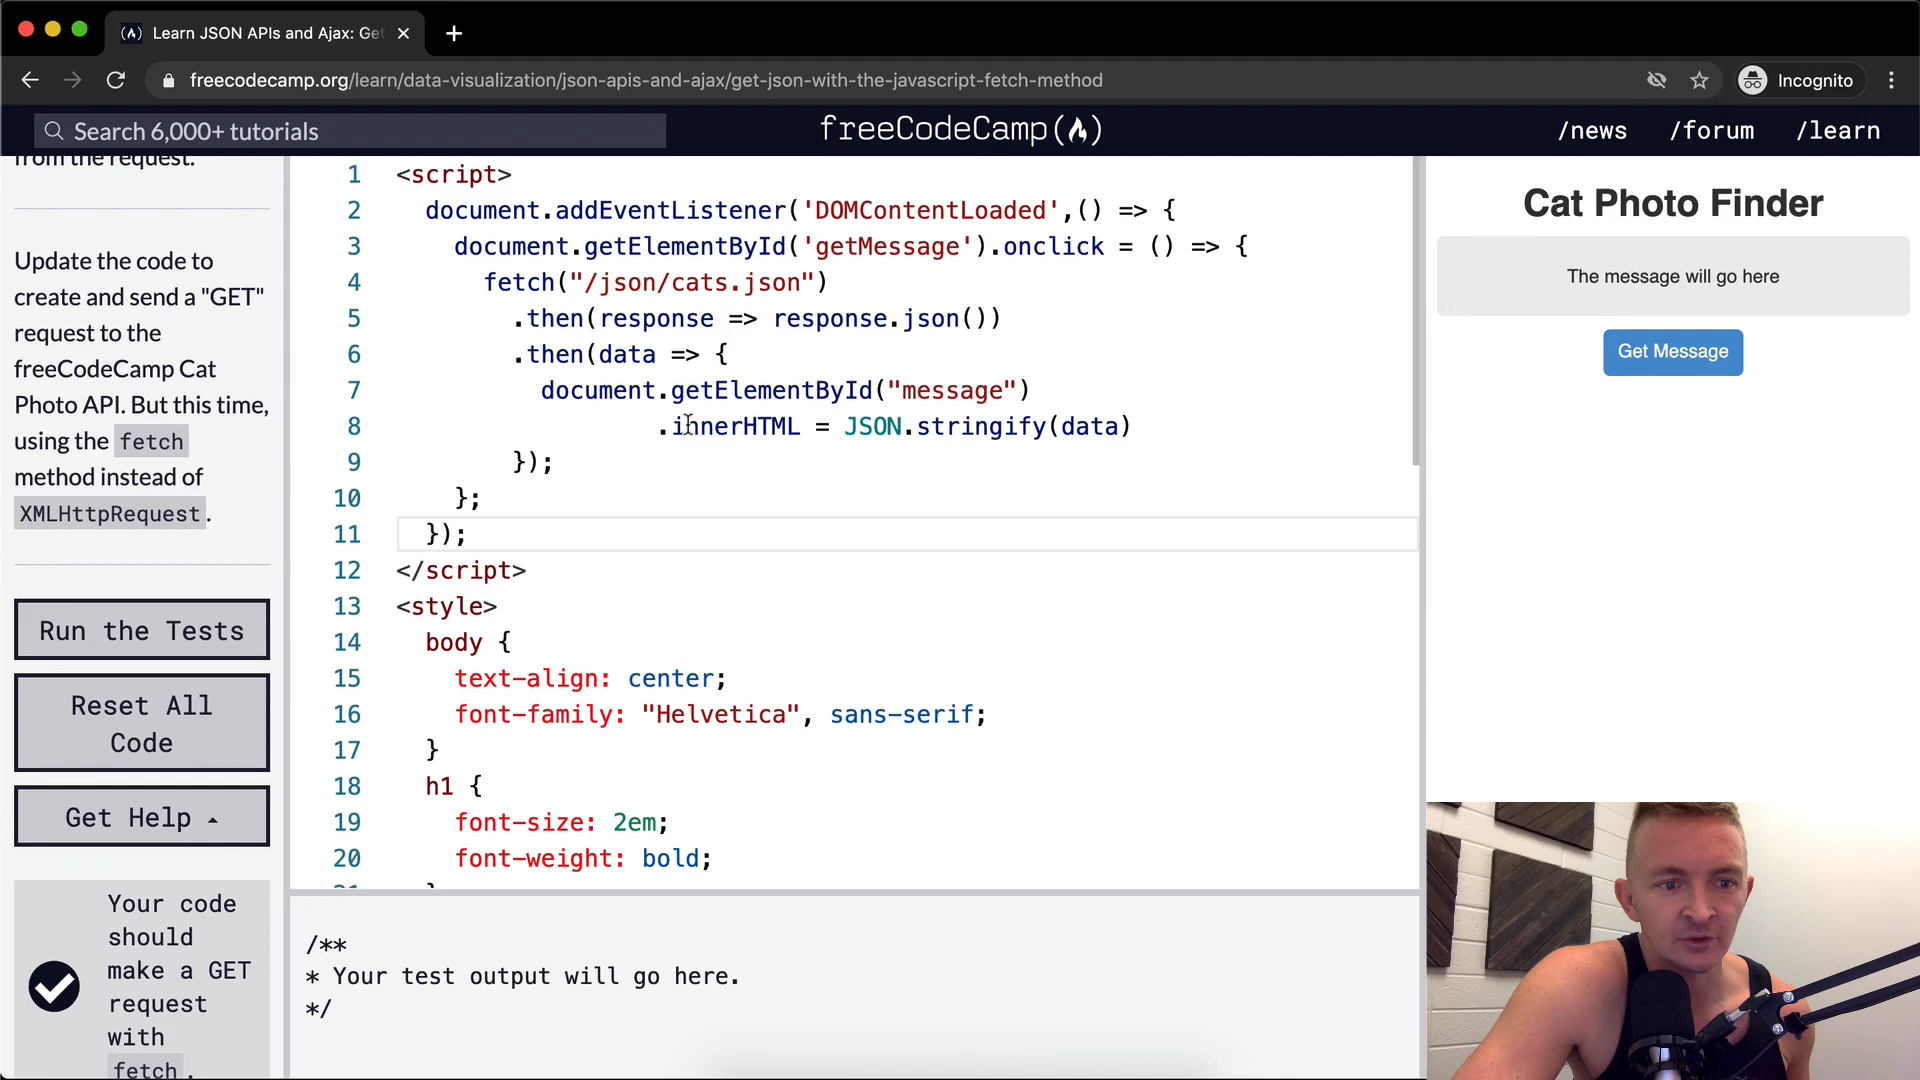 Learn JSON APIs and Ajax: Get
freecodecamp.org/learn/data-visualization/json-apis-and-ajax/get-json-with-the-javascript-fetch-method
Incognito
Search 6,000+ tutorials
freeCodeCamp(🔥)
/news /forum /learn
from the request.
Update the code to
create and send a "GET"
request to the
freeCodeCamp Cat
Photo API. But this time,
using the fetch
method instead of
XMLHttpRequest.
Run the Tests
Reset All
Code
Get Help
Your code
should
make a GET
request
with
fetch.
1 <script>
2 document.addEventListener('DOMContentLoaded',() => {
3 document.getElementById('getMessage').onclick = () => {
4 fetch("/json/cats.json")
5 .then(response => response.json())
6 .then(data => {
7 document.getElementById("message")
8 .innerHTML = JSON.stringify(data)
9 });
10 };
11 });
12 </script>
13 <style>
14 body {
15 text-align: center;
16 font-family: "Helvetica", sans-serif;
17 }
18 h1 {
19 font-size: 2em;
20 font-weight: bold;
21 }
/**
* Your test output will go here.
*/
Cat Photo Finder
The message will go here
Get Message